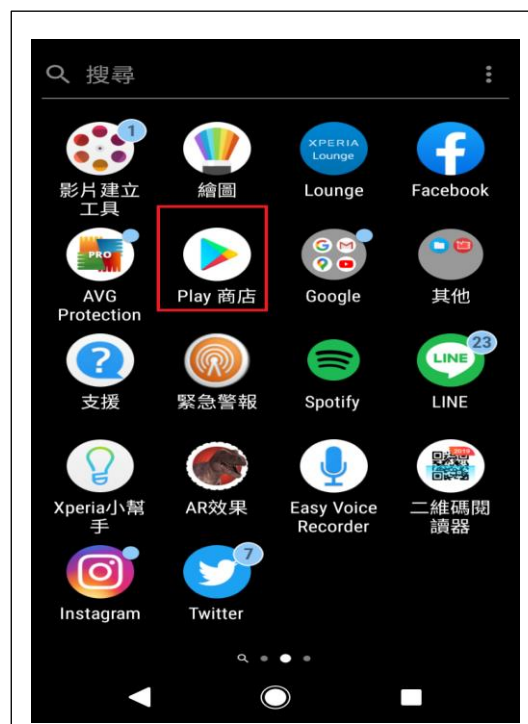 搜尋
1
影片建立
工具
繪圖
XPERIA
Lounge
Lounge
Facebook
PRO
AVG
Protection
Play 商店
Google
其他
支援
緊急警報
Spotify
LINE
23
LINE
Xperia小幫
手
AR效果
Easy Voice
Recorder
2019
二維碼閱
讀器
Instagram
7
Twitter